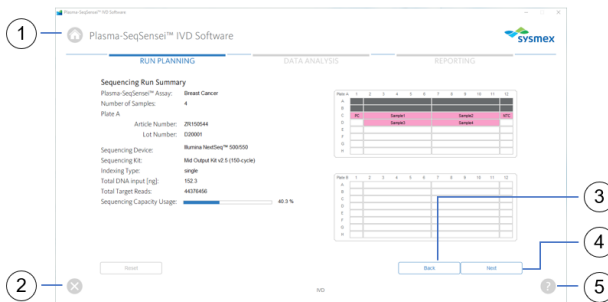 Plasma-SeqSensei™ IVD Software
1
Plasma-SeqSensei™ IVD Software
sysmex
RUN PLANNING
DATA ANALYSIS
REPORTING
Sequencing Run Summary
Plasma-SeqSensei™ Assay: Breast Cancer
Number of Samples: 4
Plate A
Article Number: ZR150544
Lot Number: D20001
Sequencing Device: Illumina NextSeq™ 500/550
Sequencing Kit: Mid Output Kit v2.5 (150-cycle)
Indexing Type: single
Total DNA input [ng]: 152.3
Total Target Reads: 44376456
Sequencing Capacity Usage: 40.3 %
Plate A 1 2 3 4 5 6 7 8 9 10 11 12
A
B
C PC Sample1 Sample2 NTC
D Sample3 Sample4
E
F
G
H
Plate B 1 2 3 4 5 6 7 8 9 10 11 12
A
B
C
D
E
F
G
H
3
4
Reset
Back
Next
2
IVD
?
5